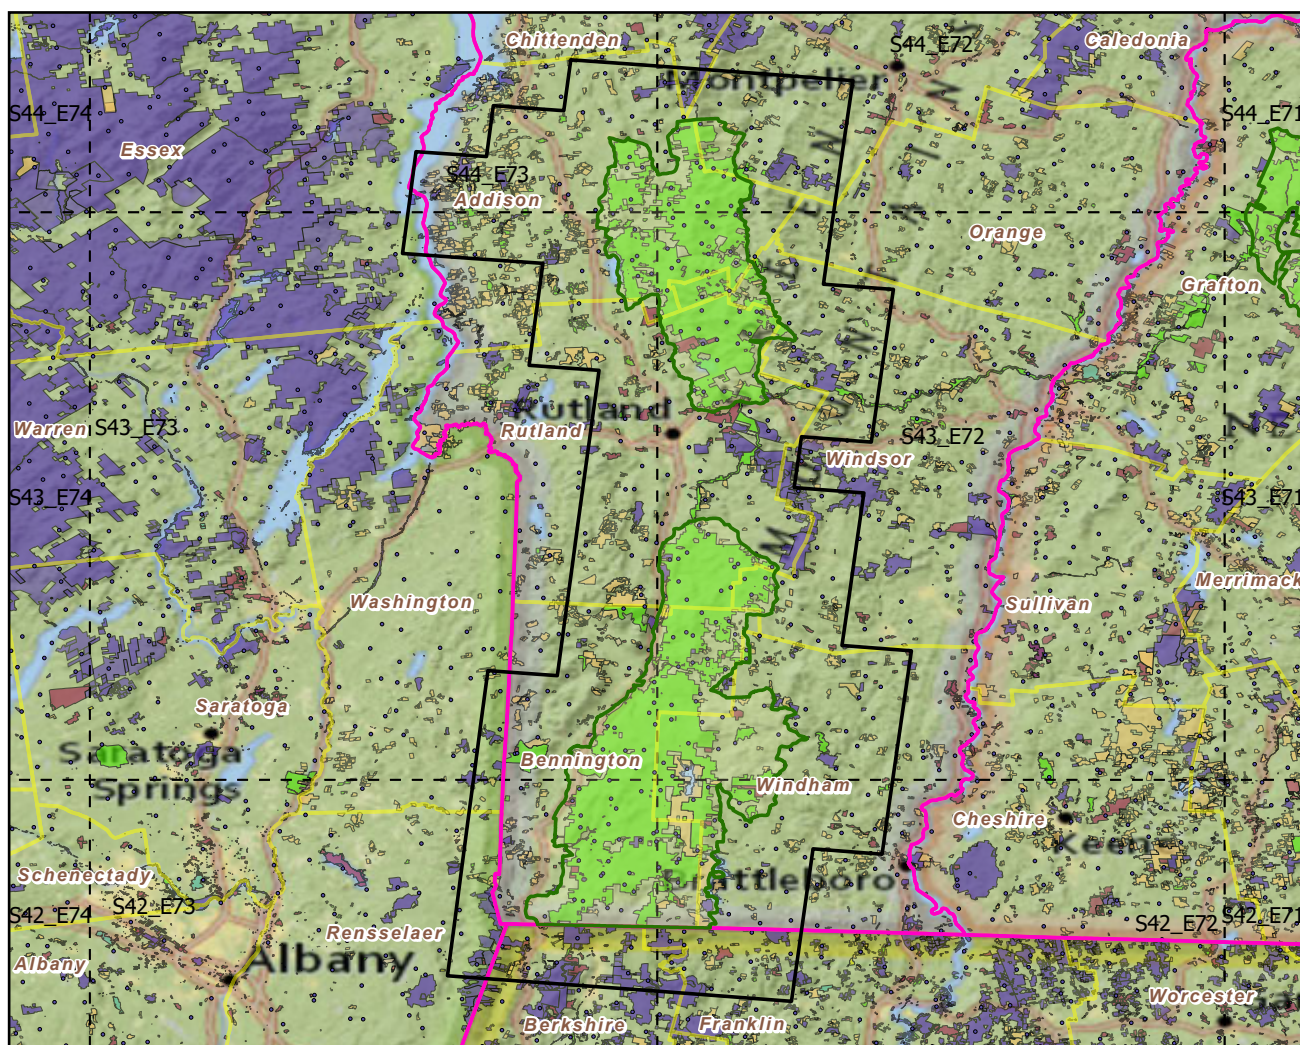 Chittenden
S44_E72
Caledonia
Montpelier
S44_E74
S44_E71
Essex
S44_E73
Addison
Orange
Grafton
Rutland
Rutland
Warren
S43_E73
S43_E72
Windsor
S43_E74
S43_E71
Merrimack
Washington
Sullivan
Saratoga
Saratoga
Springs
Bennington
Windham
Cheshire
Keen
Schenectady
Brattleboro
S42_E74
S42_E73
S42_E72
S42_E71
Rensselaer
Albany
Albany
Worcester
Berkshire
Franklin